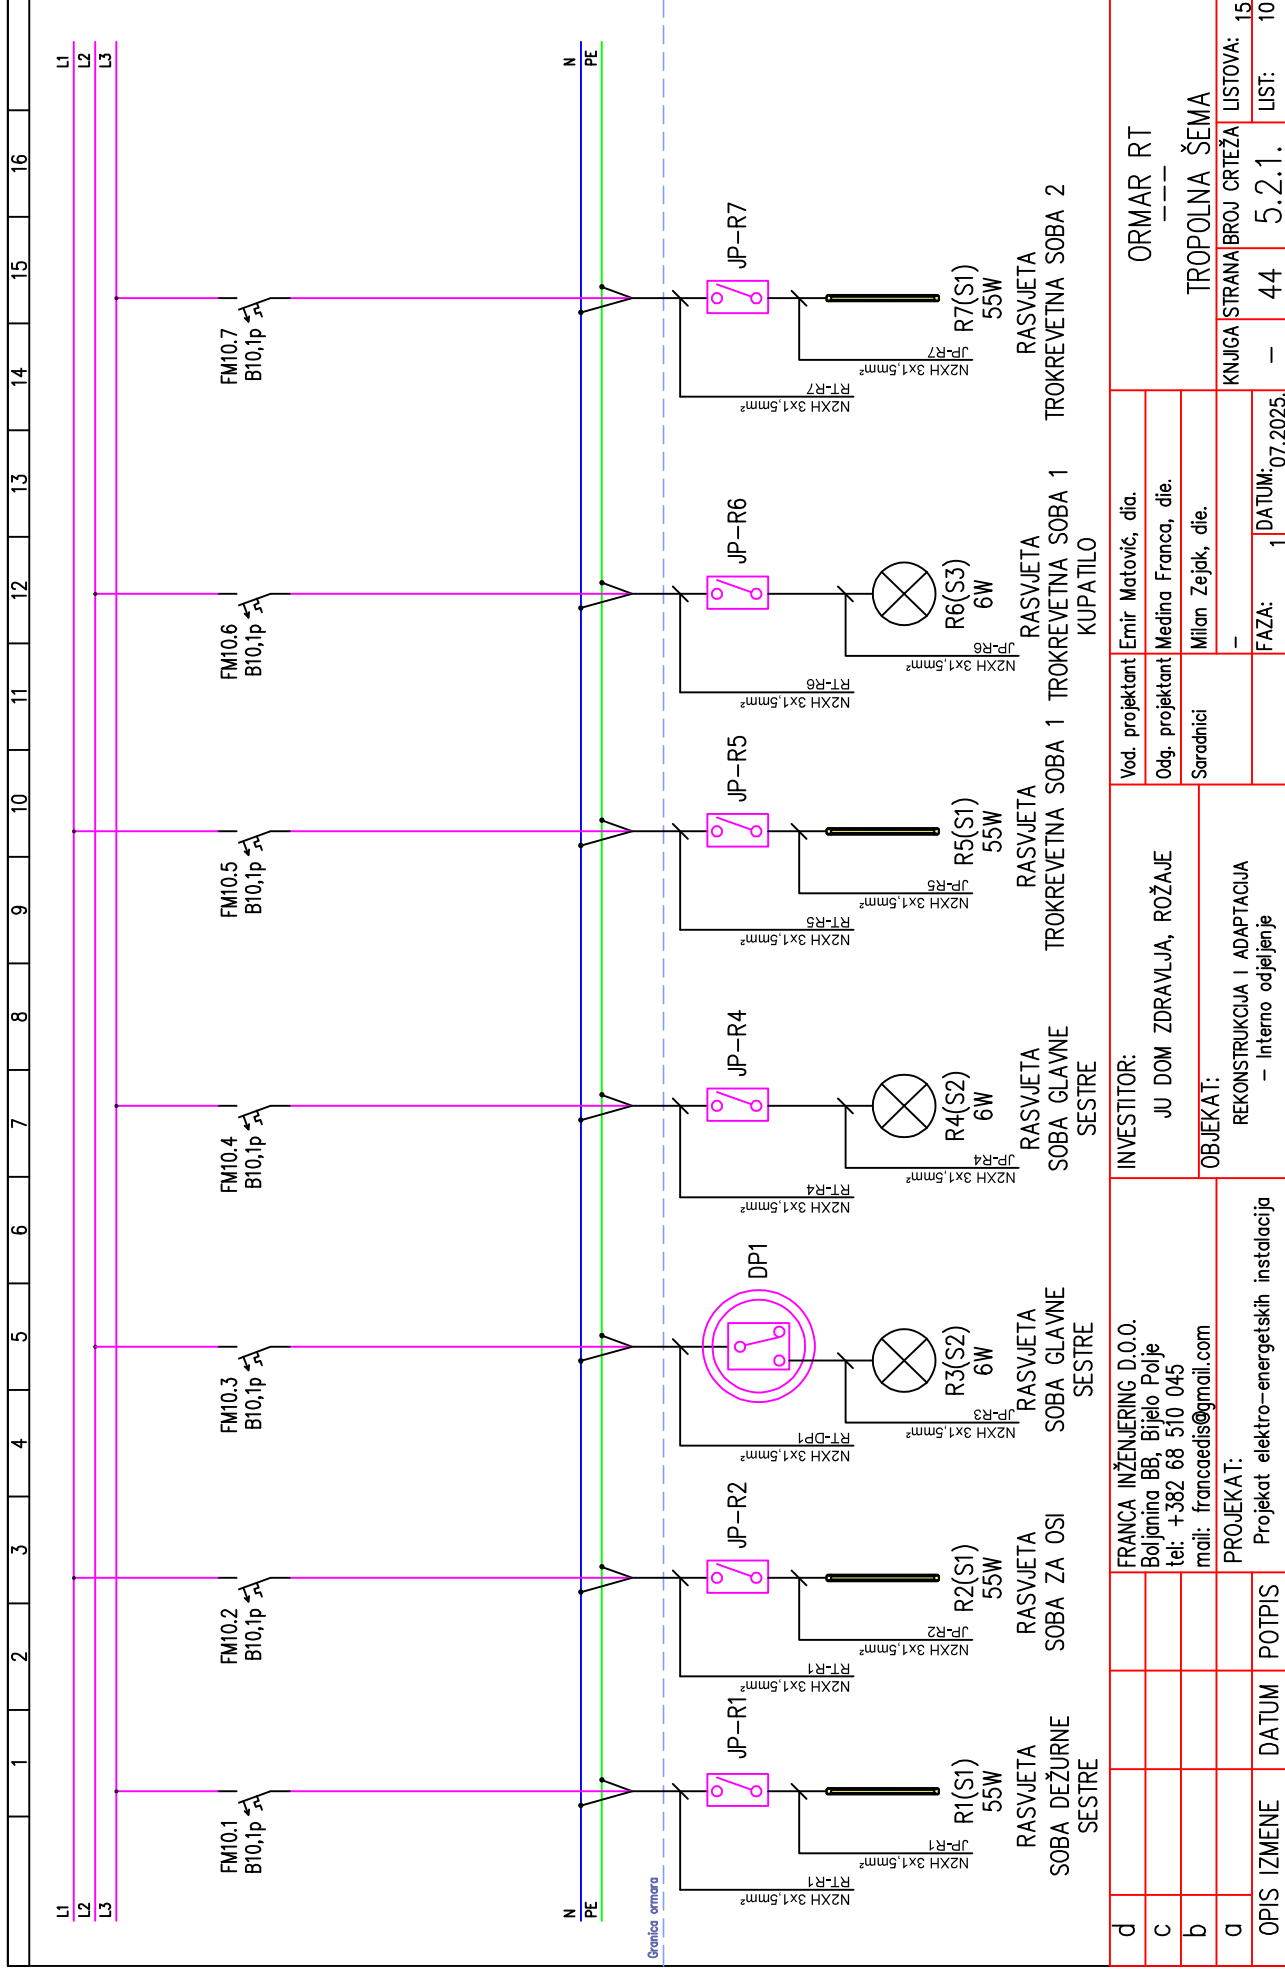 1 2 3 4 5 6 7 8 9 10 11 12 13 14 15 16
L1 L1
L2 L2
L3 L3
FM10.1
B10,1p
FM10.2
B10,1p
FM10.3
B10,1p
FM10.4
B10,1p
FM10.5
B10,1p
FM10.6
B10,1p
FM10.7
B10,1p
N N
PE PE
Granica ormara
RT-R1
N2XH 3x1,5mm²
JP-R1
JP-R1
N2XH 3x1,5mm²
R1(S1)
55W
RASVJETA
SOBA DEŽURNE
SESTRE
RT-R1
N2XH 3x1,5mm²
JP-R2
JP-R2
N2XH 3x1,5mm²
R2(S1)
55W
RASVJETA
SOBA ZA OSI
RT-DP1
N2XH 3x1,5mm²
DP1
JP-R3
N2XH 3x1,5mm²
R3(S2)
6W
RASVJETA
SOBA GLAVNE
SESTRE
RT-R4
N2XH 3x1,5mm²
JP-R4
JP-R4
N2XH 3x1,5mm²
R4(S2)
6W
RASVJETA
SOBA GLAVNE
SESTRE
RT-R5
N2XH 3x1,5mm²
JP-R5
JP-R5
N2XH 3x1,5mm²
R5(S1)
55W
RASVJETA
TROKREVETNA SOBA 1
RT-R6
N2XH 3x1,5mm²
JP-R6
JP-R6
N2XH 3x1,5mm²
R6(S3)
6W
RASVJETA
TROKREVETNA SOBA 1
KUPATILO
RT-R7
N2XH 3x1,5mm²
JP-R7
JP-R7
N2XH 3x1,5mm²
R7(S1)
55W
RASVJETA
TROKREVETNA SOBA 2
d
c
b
a
OPIS IZMENE DATUM POTPIS
FRANCA INŽENJERING D.O.O.
Boljanina BB, Bijelo Polje
tel: +382 68 510 045
mail: francaedis@gmail.com
PROJEKAT:
Projekat elektro-energetskih instalacija
INVESTITOR:
JU DOM ZDRAVLJA, ROŽAJE
OBJEKAT:
REKONSTRUKCIJA I ADAPTACIJA
- Interno odjeljenje
Vod. projektant Emir Matović, dia.
Odg. projektant Medina Franca, die.
Saradnici Milan Zejak, die.
-
FAZA: 1 DATUM: 07.2025.
ORMAR RT
---
TROPOLNA ŠEMA
KNJIGA STRANA BROJ CRTEŽA LISTOVA: 15
- 44 5.2.1. LIST: 10